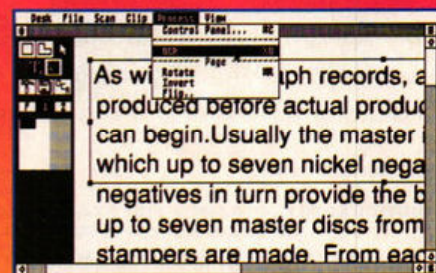 Desk File Scan Clip Process View
Control Panel...
OCR
Page
Rotate
Invert
Flip..
As wi ph records, a
produced before actual produc
can begin.Usually the master i
which up to seven nickel nega
negatives in turn provide the b
up to seven master discs from
stampers are made. From eac